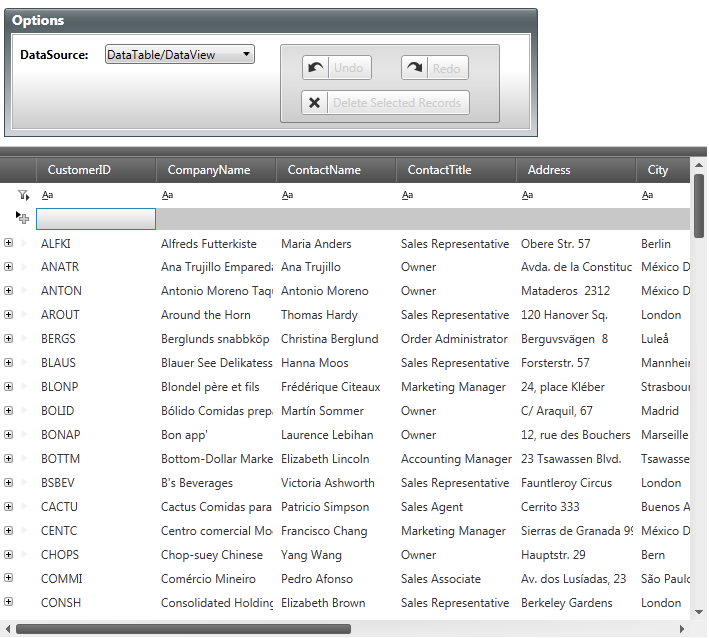 Options
DataSource: DataTable/DataView Undo Redo
Delete Selected Records
CustomerID CompanyName ContactName ContactTitle Address City
Aa Aa Aa Aa Aa Aa
ALFKI Alfreds Futterkiste Maria Anders Sales Representative Obere Str. 57 Berlin
ANATR Ana Trujillo Empareda Ana Trujillo Owner Avda. de la Constituc México D
ANTON Antonio Moreno Taq Antonio Moreno Owner Mataderos  2312 México D
AROUT Around the Horn Thomas Hardy Sales Representative 120 Hanover Sq. London
BERGS Berglunds snabbköp Christina Berglund Order Administrator Berguvsvägen  8 Luleå
BLAUS Blauer See Delikatess Hanna Moos Sales Representative Forsterstr. 57 Mannhei
BLONP Blondel père et fils Frédérique Citeaux Marketing Manager 24, place Kléber Strasbou
BOLID Bólido Comidas prep Martín Sommer Owner C/ Araquil, 67 Madrid
BONAP Bon app' Laurence Lebihan Owner 12, rue des Bouchers Marseille
BOTTM Bottom-Dollar Marke Elizabeth Lincoln Accounting Manager 23 Tsawassen Blvd. Tsawasse
BSBEV B's Beverages Victoria Ashworth Sales Representative Fauntleroy Circus London
CACTU Cactus Comidas para Patricio Simpson Sales Agent Cerrito 333 Buenos A
CENTC Centro comercial Mo Francisco Chang Marketing Manager Sierras de Granada 99 México D
CHOPS Chop-suey Chinese Yang Wang Owner Hauptstr. 29 Bern
COMMI Comércio Mineiro Pedro Afonso Sales Associate Av. dos Lusíadas, 23 São Paulo
CONSH Consolidated Holding Elizabeth Brown Sales Representative Berkeley Gardens London